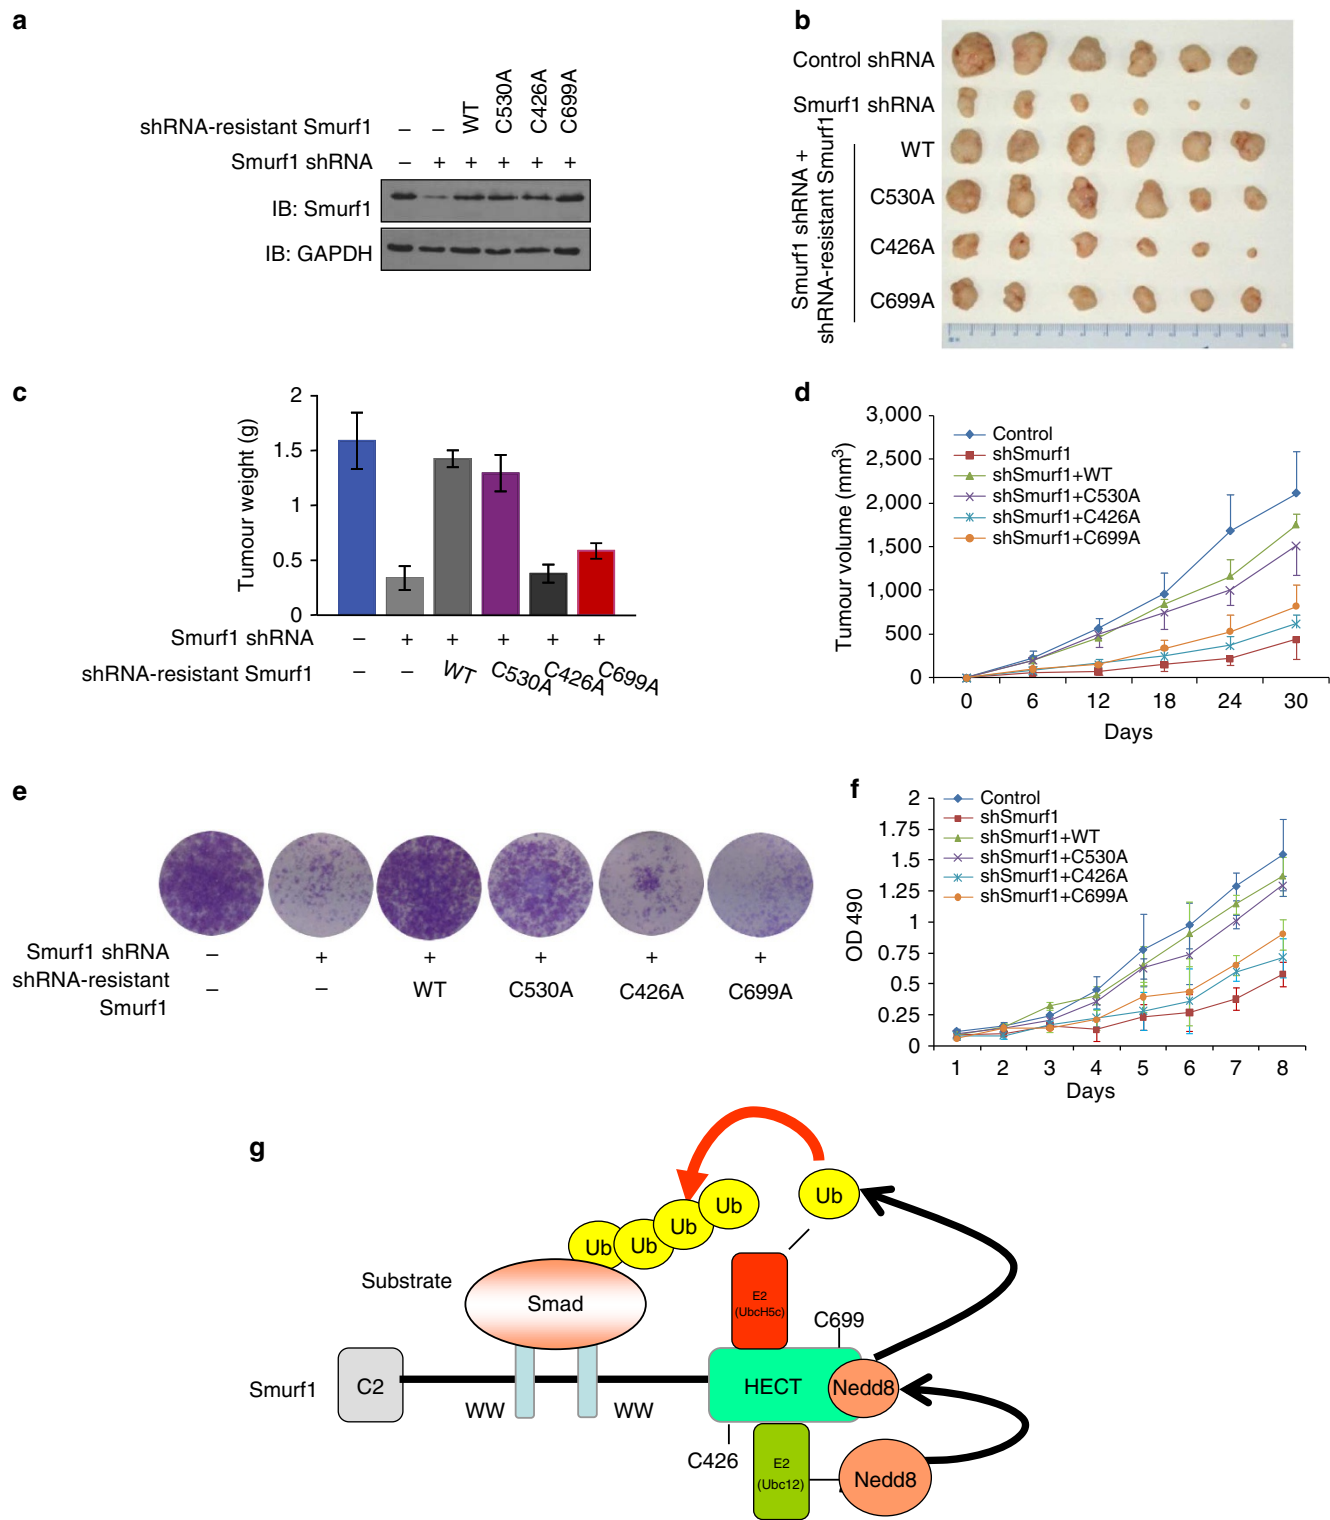 a
shRNA-resistant Smurf1 – – WT C530A C426A C699A
Smurf1 shRNA – + + + + +
IB: Smurf1
IB: GAPDH
b
Control shRNA
Smurf1 shRNA
Smurf1 shRNA +
shRNA-resistant Smurf1
WT
C530A
C426A
C699A
c
Tumour weight (g)
2
1.5
1
0.5
0
Smurf1 shRNA – + + + + +
shRNA-resistant Smurf1 – – WT C530A C426A C699A
d
Tumour volume (mm³)
3,000
2,500
2,000
1,500
1,000
500
0
Control
shSmurf1
shSmurf1+WT
shSmurf1+C530A
shSmurf1+C426A
shSmurf1+C699A
0 6 12 18 24 30
Days
e
Smurf1 shRNA – + + + + +
shRNA-resistant
Smurf1
– – WT C530A C426A C699A
f
OD 490
2
1.75
1.5
1.25
1
0.75
0.5
0.25
0
Control
shSmurf1
shSmurf1+WT
shSmurf1+C530A
shSmurf1+C426A
shSmurf1+C699A
1 2 3 4 5 6 7 8
Days
g
Ub
Ub
Ub
Ub
Ub
Substrate
Smad
E2
(UbcH5c)
C699
Smurf1
C2
WW
WW
HECT
Nedd8
C426
E2
(Ubc12)
Nedd8